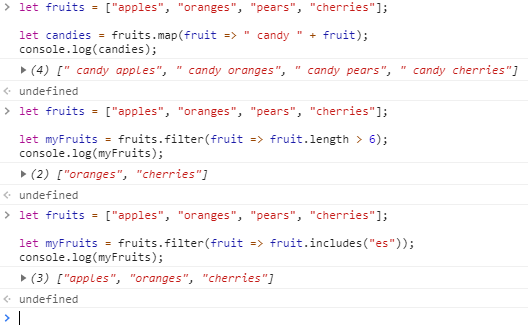 > let fruits = ["apples", "oranges", "pears", "cherries"];
let candies = fruits.map(fruit => " candy " + fruit);
console.log(candies);
▶ (4) [" candy apples", " candy oranges", " candy pears", " candy cherries"]
undefined
> let fruits = ["apples", "oranges", "pears", "cherries"];
let myFruits = fruits.filter(fruit => fruit.length > 6);
console.log(myFruits);
▶ (2) ["oranges", "cherries"]
undefined
> let fruits = ["apples", "oranges", "pears", "cherries"];
let myFruits = fruits.filter(fruit => fruit.includes("es"));
console.log(myFruits);
▶ (3) ["apples", "oranges", "cherries"]
undefined
>